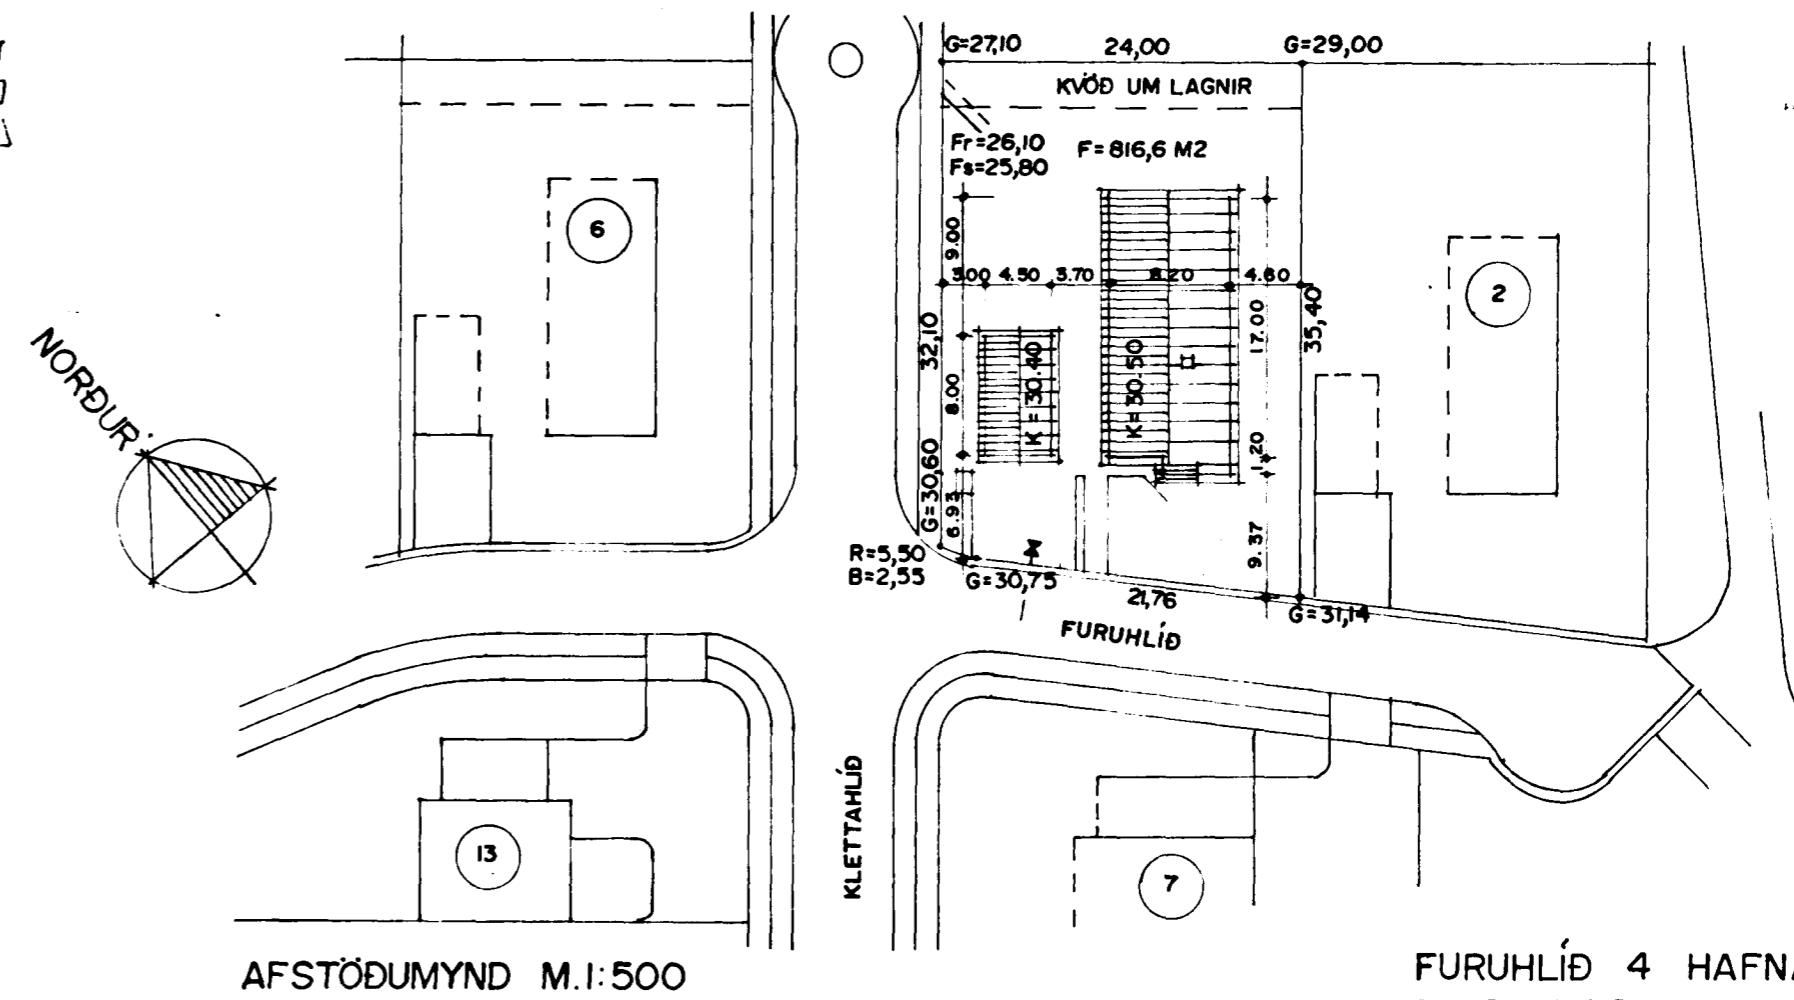 G=27,10 24,00 G=29,00
KVÖÐ UM LAGNIR
Fr=26,10 F=816,6 M2
Fs=25,80
6
2
9.00
3.00 4.50 3.70 8.20 4.60
32,10
8.00
K=30.40
K=30.50
17.00
35,40
1,20
G=30,60
6.93
9.37
NORÐUR
R=5,50
B=2,55
G=30,75
21,76
G=31,14
FURUHLÍÐ
KLETTAHLÍÐ
13
7
AFSTÖÐUMYND M.1:500
FURUHLÍÐ 4 HAFNA